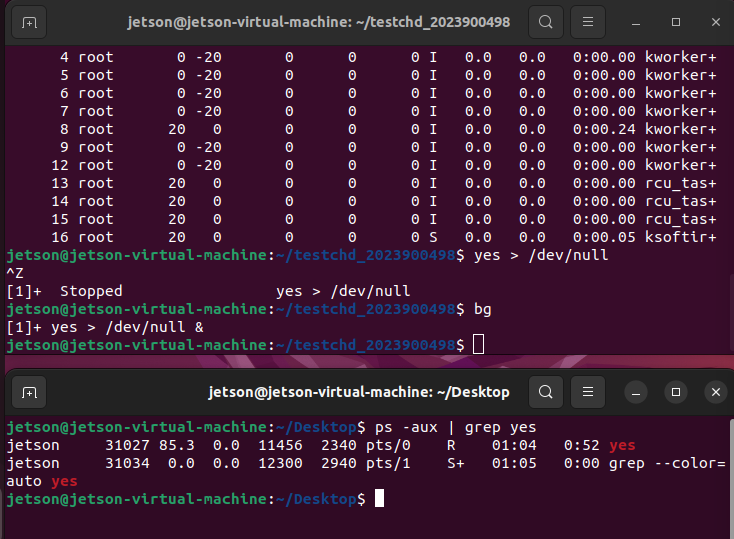 jetson@jetson-virtual-machine: ~/testchd_2023900498
4 root 0 -20 0 0 0 I 0.0 0.0 0:00.00 kworker+
5 root 0 -20 0 0 0 I 0.0 0.0 0:00.00 kworker+
6 root 0 -20 0 0 0 I 0.0 0.0 0:00.00 kworker+
7 root 0 -20 0 0 0 I 0.0 0.0 0:00.00 kworker+
8 root 20 0 0 0 0 I 0.0 0.0 0:00.24 kworker+
9 root 0 -20 0 0 0 I 0.0 0.0 0:00.00 kworker+
12 root 0 -20 0 0 0 I 0.0 0.0 0:00.00 kworker+
13 root 20 0 0 0 0 I 0.0 0.0 0:00.00 rcu_tas+
14 root 20 0 0 0 0 I 0.0 0.0 0:00.00 rcu_tas+
15 root 20 0 0 0 0 I 0.0 0.0 0:00.00 rcu_tas+
16 root 20 0 0 0 0 S 0.0 0.0 0:00.05 ksoftir+
jetson@jetson-virtual-machine:~/testchd_2023900498$ yes > /dev/null
^Z
[1]+ Stopped yes > /dev/null
jetson@jetson-virtual-machine:~/testchd_2023900498$ bg
[1]+ yes > /dev/null &
jetson@jetson-virtual-machine:~/testchd_2023900498$
jetson@jetson-virtual-machine: ~/Desktop
jetson@jetson-virtual-machine:~/Desktop$ ps -aux | grep yes
jetson 31027 85.3 0.0 11456 2340 pts/0 R 01:04 0:52 yes
jetson 31034 0.0 0.0 12300 2940 pts/1 S+ 01:05 0:00 grep --color=
auto yes
jetson@jetson-virtual-machine:~/Desktop$